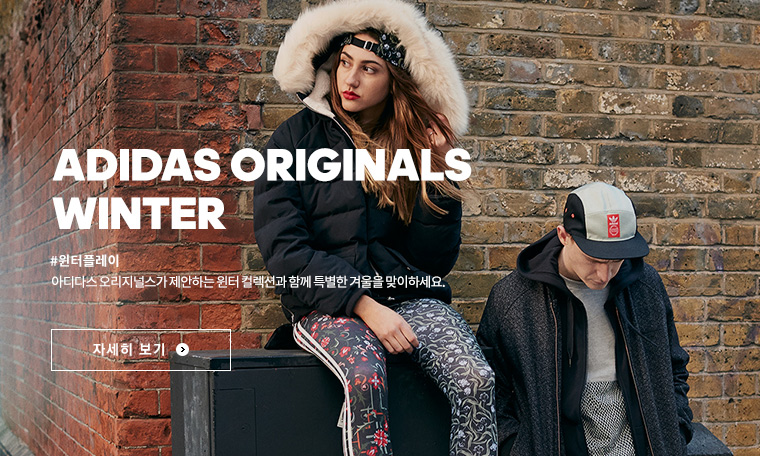 ADIDAS ORIGINALS
WINTER
#윈터플레이
아디다스 오리지널스가 제안하는 윈터 컬렉션과 함께 특별한 겨울을 맞이하세요.
자세히 보기